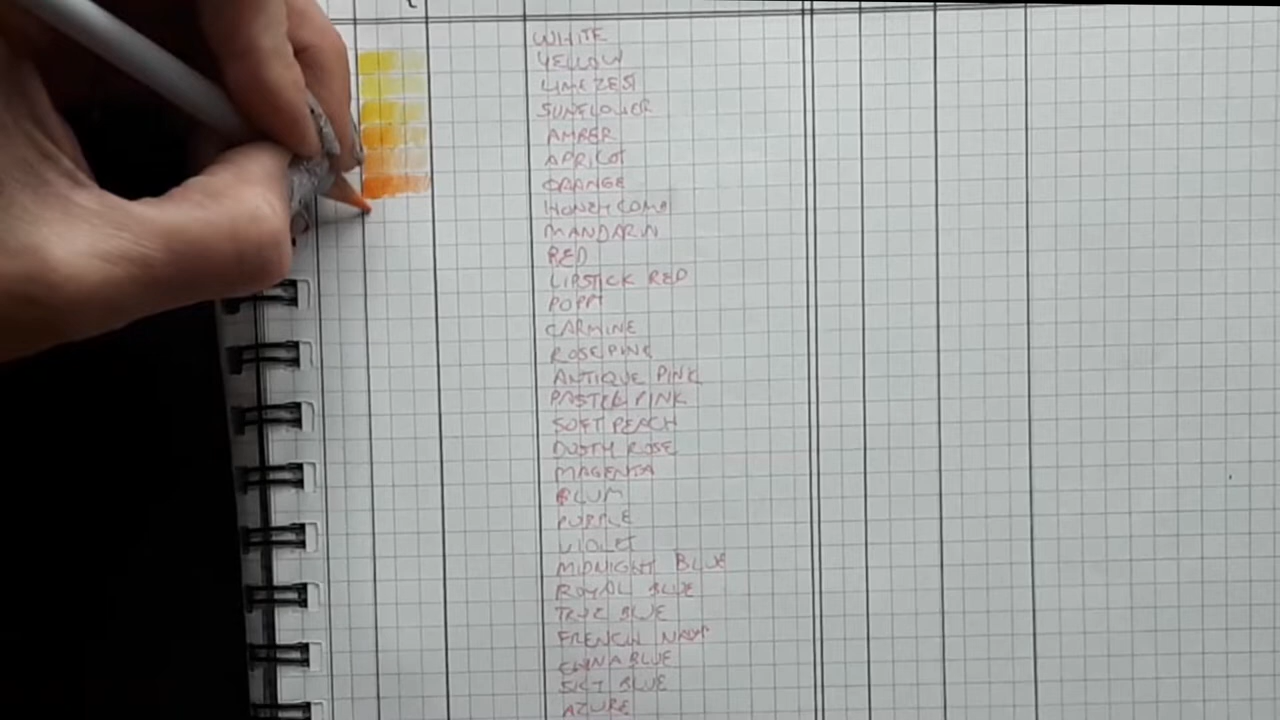 WHITE
YELLOW
LIME ZEST
SUNFLOWER
AMBER
APRICOT
ORANGE
HONEYCOMB
MANDARIN
RED
LIPSTICK RED
POPPY
CARMINE
ROSE PINK
ANTIQUE PINK
PASTEL PINK
SOFT PEACH
DUSTY ROSE
MAGENTA
PLUM
PURPLE
VIOLET
MIDNIGHT BLUE
ROYAL BLUE
TRUE BLUE
FRENCH NAVY
CHINA BLUE
SKY BLUE
AZURE